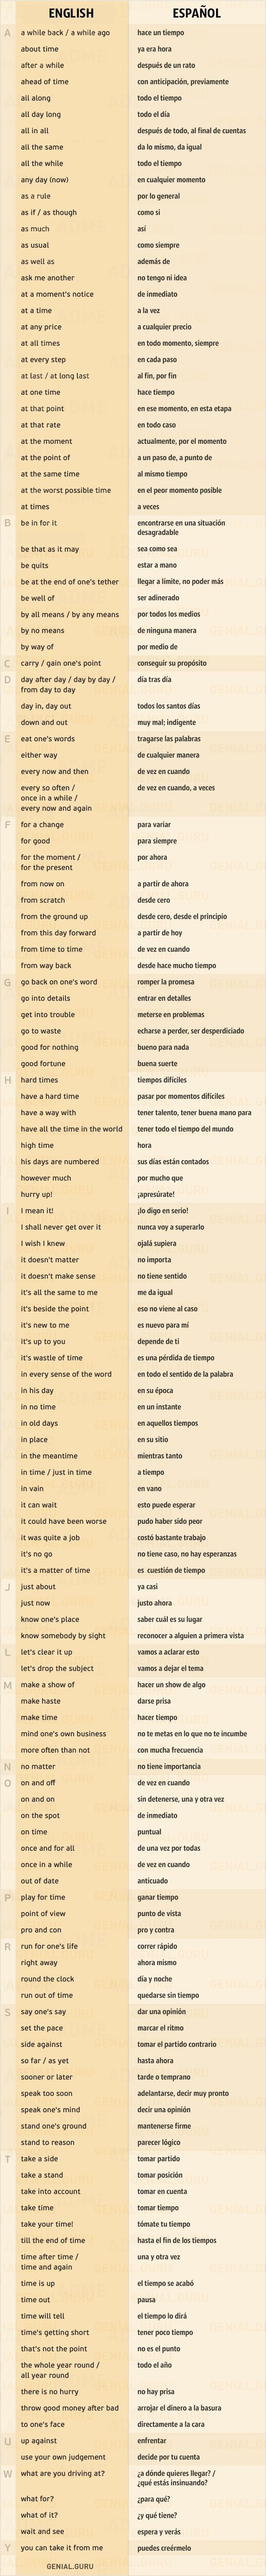 ENGLISH ESPAÑOL
A a while back / a while ago hace un tiempo
about time ya era hora
after a while después de un rato
ahead of time con anticipación, previamente
all along todo el tiempo
all day long todo el día
all in all después de todo, al final de cuentas
all the same da lo mismo, da igual
all the while todo el tiempo
any day (now) en cualquier momento
as a rule por lo general
as if / as though como si
as much así
as usual como siempre
as well as además de
ask me another no tengo ni idea
at a moment's notice de inmediato
at a time a la vez
at any price a cualquier precio
at all times en todo momento, siempre
at every step en cada paso
at last / at long last al fin, por fin
at one time hace tiempo
at that point en ese momento, en esta etapa
at that rate en todo caso
at the moment actualmente, por el momento
at the point of a un paso de, a punto de
at the same time al mismo tiempo
at the worst possible time en el peor momento posible
at times a veces
B be in for it encontrarse en una situación
desagradable
be that as it may sea como sea
be quits estar a mano
be at the end of one's tether llegar a límite, no poder más
be well of ser adinerado
by all means / by any means por todos los medios
by no means de ninguna manera
by way of por medio de
C carry / gain one's point conseguir su propósito
D day after day / day by day / día tras día
from day to day
day in, day out todos los santos días
down and out muy mal; indigente
E eat one's words tragarse las palabras
either way de cualquier manera
every now and then de vez en cuando
every so often / de vez en cuando, a veces
once in a while /
every now and again
F for a change para variar
for good para siempre
for the moment / por ahora
for the present
from now on a partir de ahora
from scratch desde cero
from the ground up desde cero, desde el principio
from this day forward a partir de hoy
from time to time de vez en cuando
from way back desde hace mucho tiempo
G go back on one's word romper la promesa
go into details entrar en detalles
get into trouble meterse en problemas
go to waste echarse a perder, ser desperdiciado
good for nothing bueno para nada
good fortune buena suerte
H hard times tiempos difíciles
have a hard time pasar por momentos difíciles
have a way with tener talento, tener buena mano para
have all the time in the world tener todo el tiempo del mundo
high time hora
his days are numbered sus días están contados
however much por mucho que
hurry up! ¡apresúrate!
I I mean it! ¡lo digo en serio!
I shall never get over it nunca voy a superarlo
I wish I knew ojalá supiera
it doesn't matter no importa
it doesn't make sense no tiene sentido
it's all the same to me me da igual
it's beside the point eso no viene al caso
it's new to me es nuevo para mí
it's up to you depende de ti
it's wastle of time es una pérdida de tiempo
in every sense of the word en todo el sentido de la palabra
in his day en su época
in no time en un instante
in old days en aquellos tiempos
in place en su sitio
in the meantime mientras tanto
in time / just in time a tiempo
in vain en vano
it can wait esto puede esperar
it could have been worse pudo haber sido peor
it was quite a job costó bastante trabajo
it's no go no tiene caso, no hay esperanzas
it's a matter of time es cuestión de tiempo
J just about ya casi
just now justo ahora
know one's place saber cuál es su lugar
know somebody by sight reconocer a alguien a primera vista
L let's clear it up vamos a aclarar esto
let's drop the subject vamos a dejar el tema
M make a show of hacer un show de algo
make haste darse prisa
make time hacer tiempo
mind one's own business no te metas en lo que no te incumbe
more often than not con mucha frecuencia
N no matter no tiene importancia
O on and off de vez en cuando
on and on sin detenerse, una y otra vez
on the spot de inmediato
on time puntual
once and for all de una vez por todas
once in a while de vez en cuando
out of date anticuado
P play for time ganar tiempo
point of view punto de vista
pro and con pro y contra
R run for one's life correr rápido
right away ahora mismo
round the clock día y noche
run out of time quedarse sin tiempo
S say one's say dar una opinión
set the pace marcar el ritmo
side against tomar el partido contrario
so far / as yet hasta ahora
sooner or later tarde o temprano
speak too soon adelantarse, decir muy pronto
speak one's mind decir una opinión
stand one's ground mantenerse firme
stand to reason parecer lógico
T take a side tomar partido
take a stand tomar posición
take into account tomar en cuenta
take time tomar tiempo
take your time! tómate tu tiempo
till the end of time hasta el fin de los tiempos
time after time / una y otra vez
time and again
time is up el tiempo se acabó
time out pausa
time will tell el tiempo lo dirá
time's getting short tener poco tiempo
that's not the point no es el punto
the whole year round / todo el año
all year round
there is no hurry no hay prisa
throw good money after bad arrojar el dinero a la basura
to one's face directamente a la cara
U up against enfrentar
use your own judgement decide por tu cuenta
W what are you driving at? ¿a dónde quieres llegar? /
¿qué estás insinuando?
what for? ¿para qué?
what of it? ¿y qué tiene?
wait and see espera y verás
Y you can take it from me puedes creérmelo
GENIAL.GURU